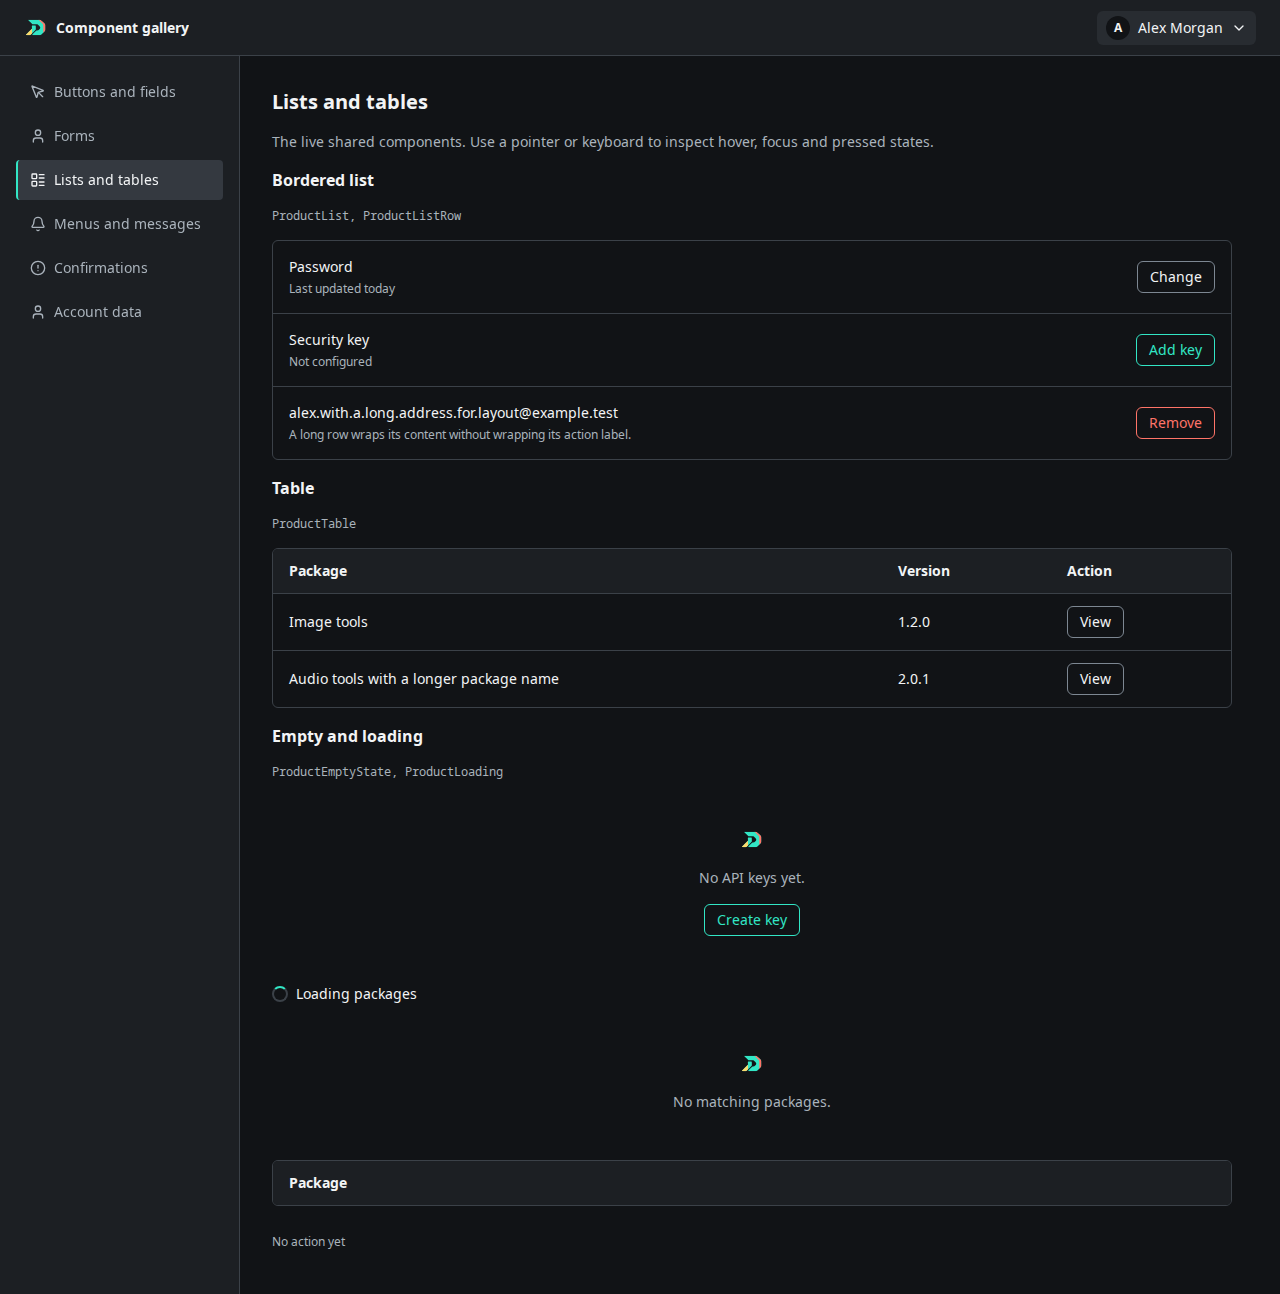 Component gallery
A Alex Morgan
Buttons and fields
Forms
Lists and tables
Menus and messages
Confirmations
Account data
Lists and tables
The live shared components. Use a pointer or keyboard to inspect hover, focus and pressed states.
Bordered list
ProductList, ProductListRow
Password
Last updated today
Change
Security key
Not configured
Add key
alex.with.a.long.address.for.layout@example.test
A long row wraps its content without wrapping its action label.
Remove
Table
ProductTable
Package Version Action
Image tools 1.2.0 View
Audio tools with a longer package name 2.0.1 View
Empty and loading
ProductEmptyState, ProductLoading
No API keys yet.
Create key
Loading packages
No matching packages.
Package
No action yet